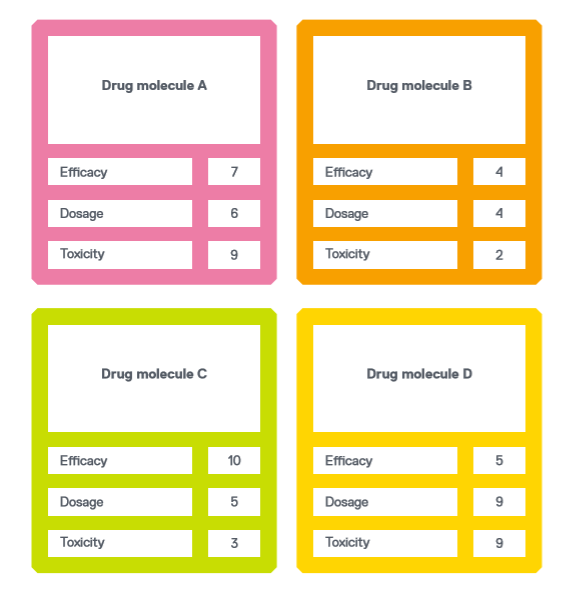 Drug molecule A
Efficacy 7
Dosage 6
Toxicity 9
Drug molecule B
Efficacy 4
Dosage 4
Toxicity 2
Drug molecule C
Efficacy 10
Dosage 5
Toxicity 3
Drug molecule D
Efficacy 5
Dosage 9
Toxicity 9